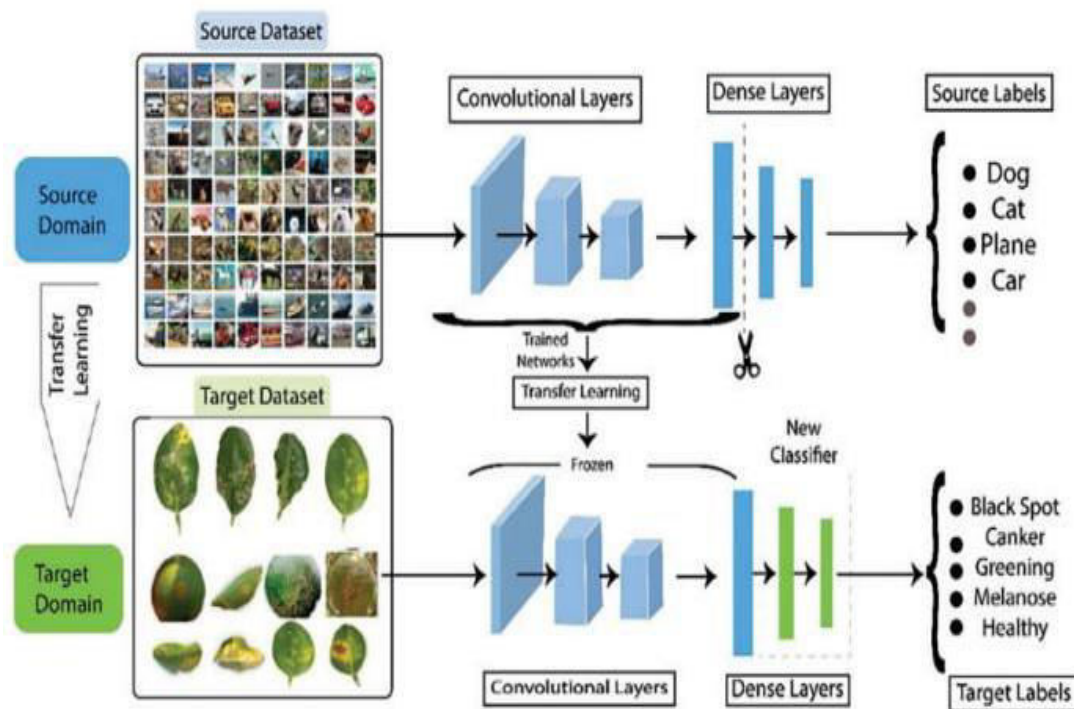 Source Dataset
Convolutional Layers
Dense Layers
Source Labels
Source
Domain
Dog
Cat
Plane
Car
Transfer
Learning
Trained
Networks
Transfer Learning
Target Dataset
Frozen
New
Classifier
Target
Domain
Black Spot
Canker
Greening
Melanose
Healthy
Convolutional Layers
Dense Layers
Target Labels